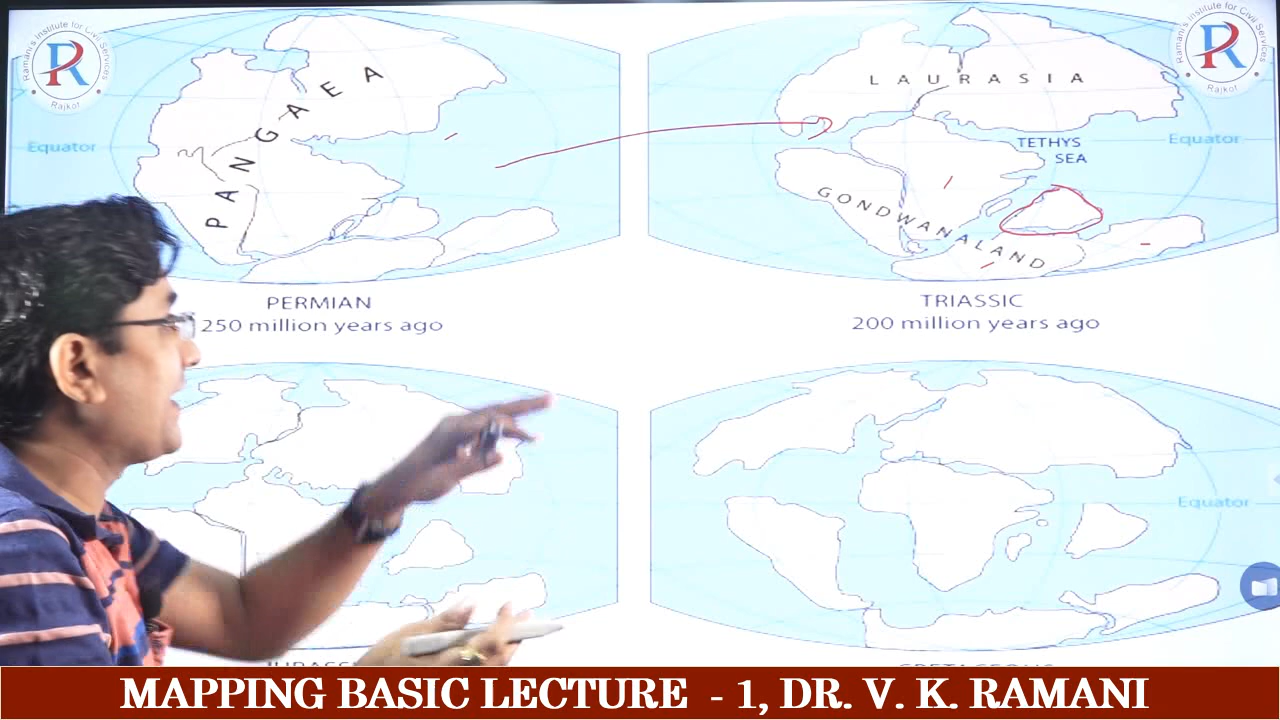 Ramani's Institute for Civil Services
R
Rajkot
Ramani's Institute for Civil Services
R
Rajkot
PANGAEA
Equator
LAURASIA
Equator
TETHYS
SEA
GONDWANALAND
PERMIAN
250 million years ago
TRIASSIC
200 million years ago
Equator
MAPPING BASIC LECTURE - 1, DR. V. K. RAMANI